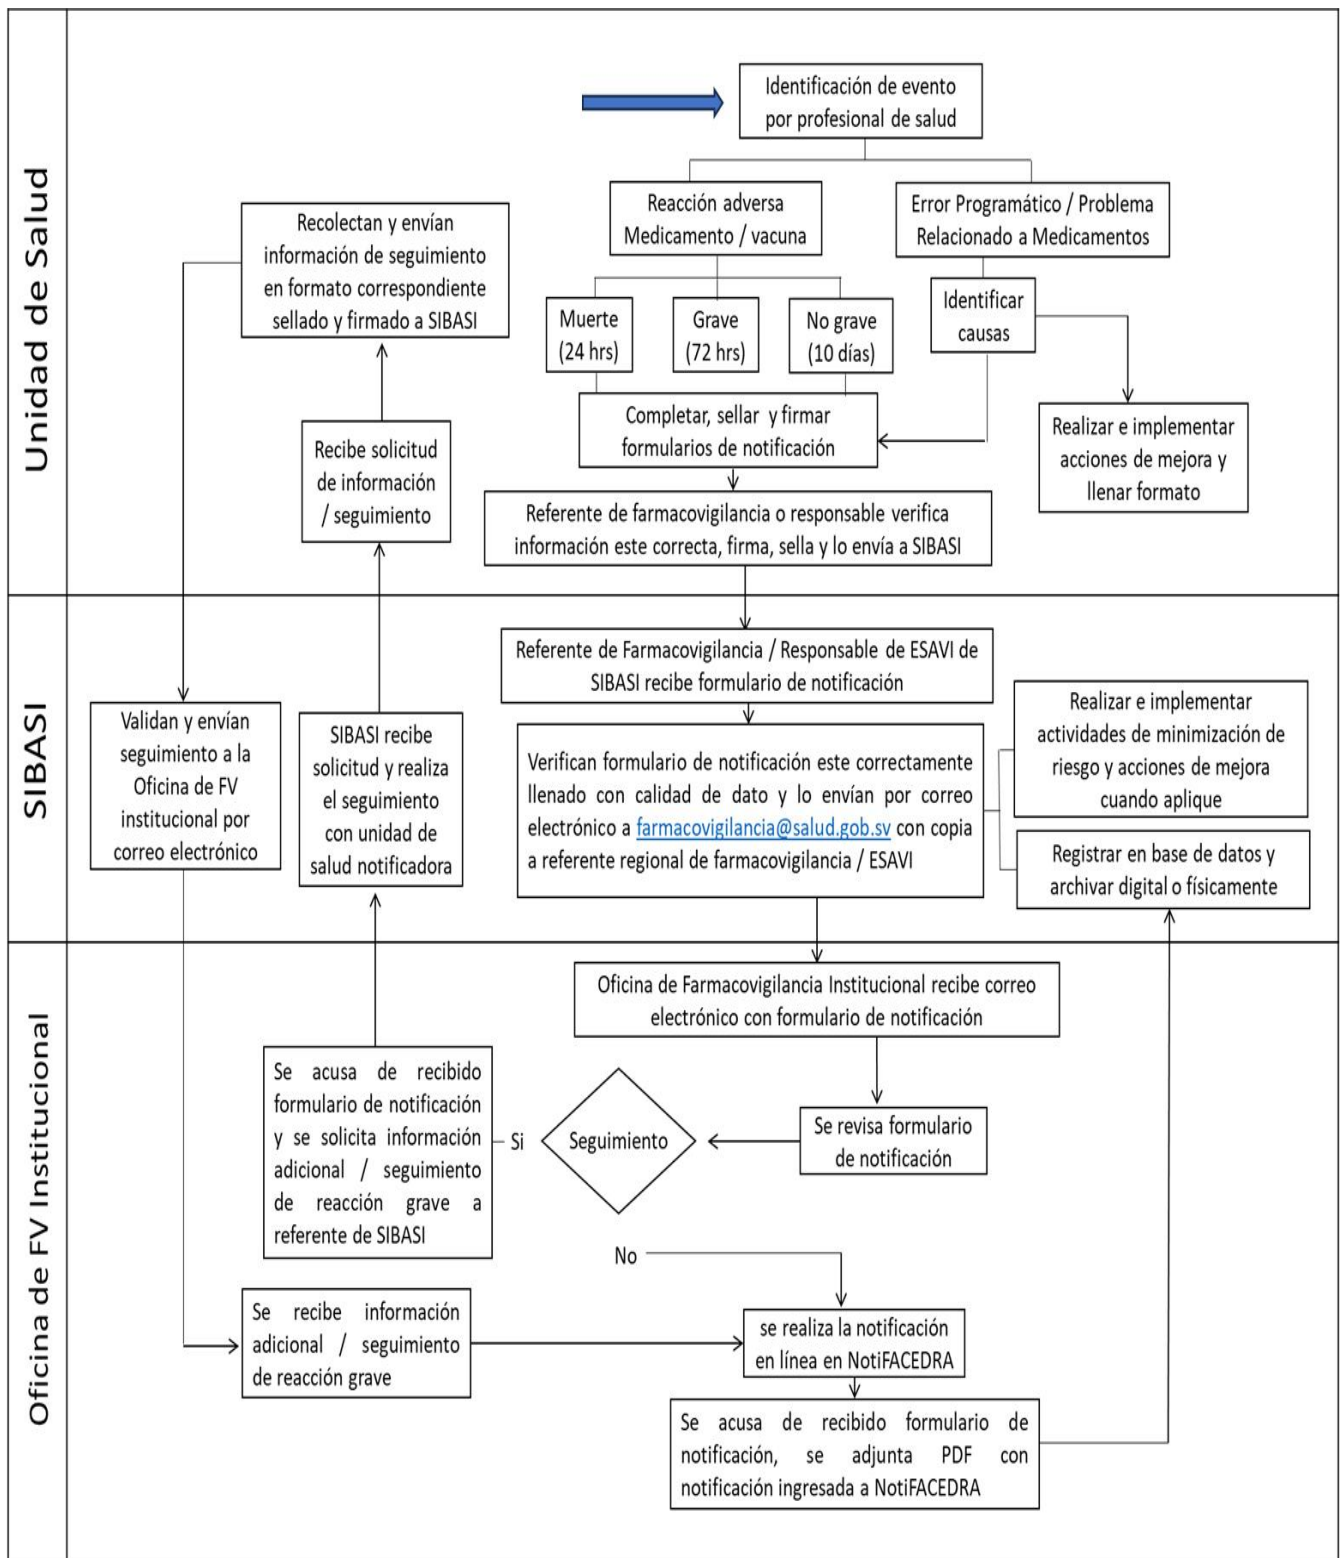 Unidad de Salud
Identificación de evento
por profesional de salud
Reacción adversa
Medicamento / vacuna
Error Programático / Problema
Relacionado a Medicamentos
Muerte
(24 hrs)
Grave
(72 hrs)
No grave
(10 días)
Identificar
causas
Completar, sellar y firmar
formularios de notificación
Realizar e implementar
acciones de mejora y
llenar formato
Referente de farmacovigilancia o responsable verifica
información este correcta, firma, sella y lo envía a SIBASI
Recolectan y envían
información de seguimiento
en formato correspondiente
sellado y firmado a SIBASI
Recibe solicitud
de información
/ seguimiento
SIBASI
Referente de Farmacovigilancia / Responsable de ESAVI de
SIBASI recibe formulario de notificación
Verifican formulario de notificación este correctamente
llenado con calidad de dato y lo envían por correo
electrónico a farmacovigilancia@salud.gob.sv con copia
a referente regional de farmacovigilancia / ESAVI
Realizar e implementar
actividades de minimización de
riesgo y acciones de mejora
cuando aplique
Registrar en base de datos y
archivar digital o físicamente
Validan y envían
seguimiento a la
Oficina de FV
institucional por
correo electrónico
SIBASI recibe
solicitud y realiza
el seguimiento
con unidad de
salud notificadora
Oficina de FV Institucional
Oficina de Farmacovigilancia Institucional recibe correo
electrónico con formulario de notificación
Se revisa formulario
de notificación
Seguimiento
Si
Se acusa de recibido
formulario de notificación
y se solicita información
adicional / seguimiento
de reacción grave a
referente de SIBASI
No
Se recibe información
adicional / seguimiento
de reacción grave
se realiza la notificación
en línea en NotiFACEDRA
Se acusa de recibido formulario de
notificación, se adjunta PDF con
notificación ingresada a NotiFACEDRA